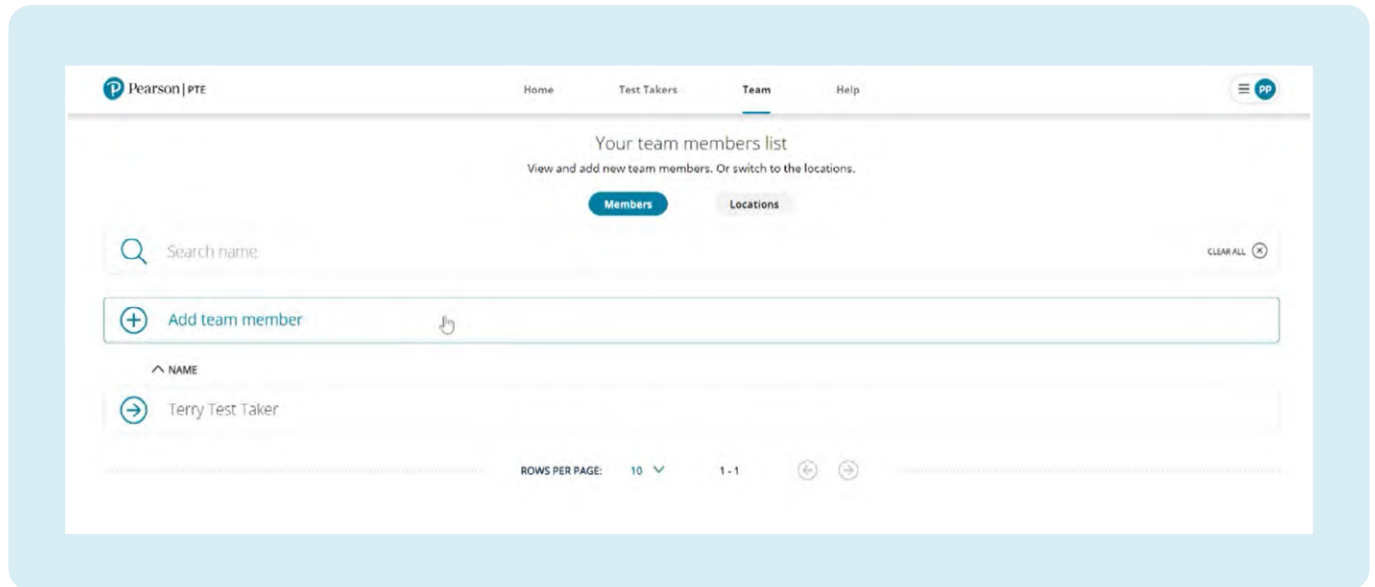 Pearson | PTE
Home Test Takers Team Help
PP
Your team members list
View and add new team members. Or switch to the locations.
Members Locations
Search name
CLEAR ALL
Add team member
NAME
Terry Test Taker
ROWS PER PAGE: 10 1 - 1